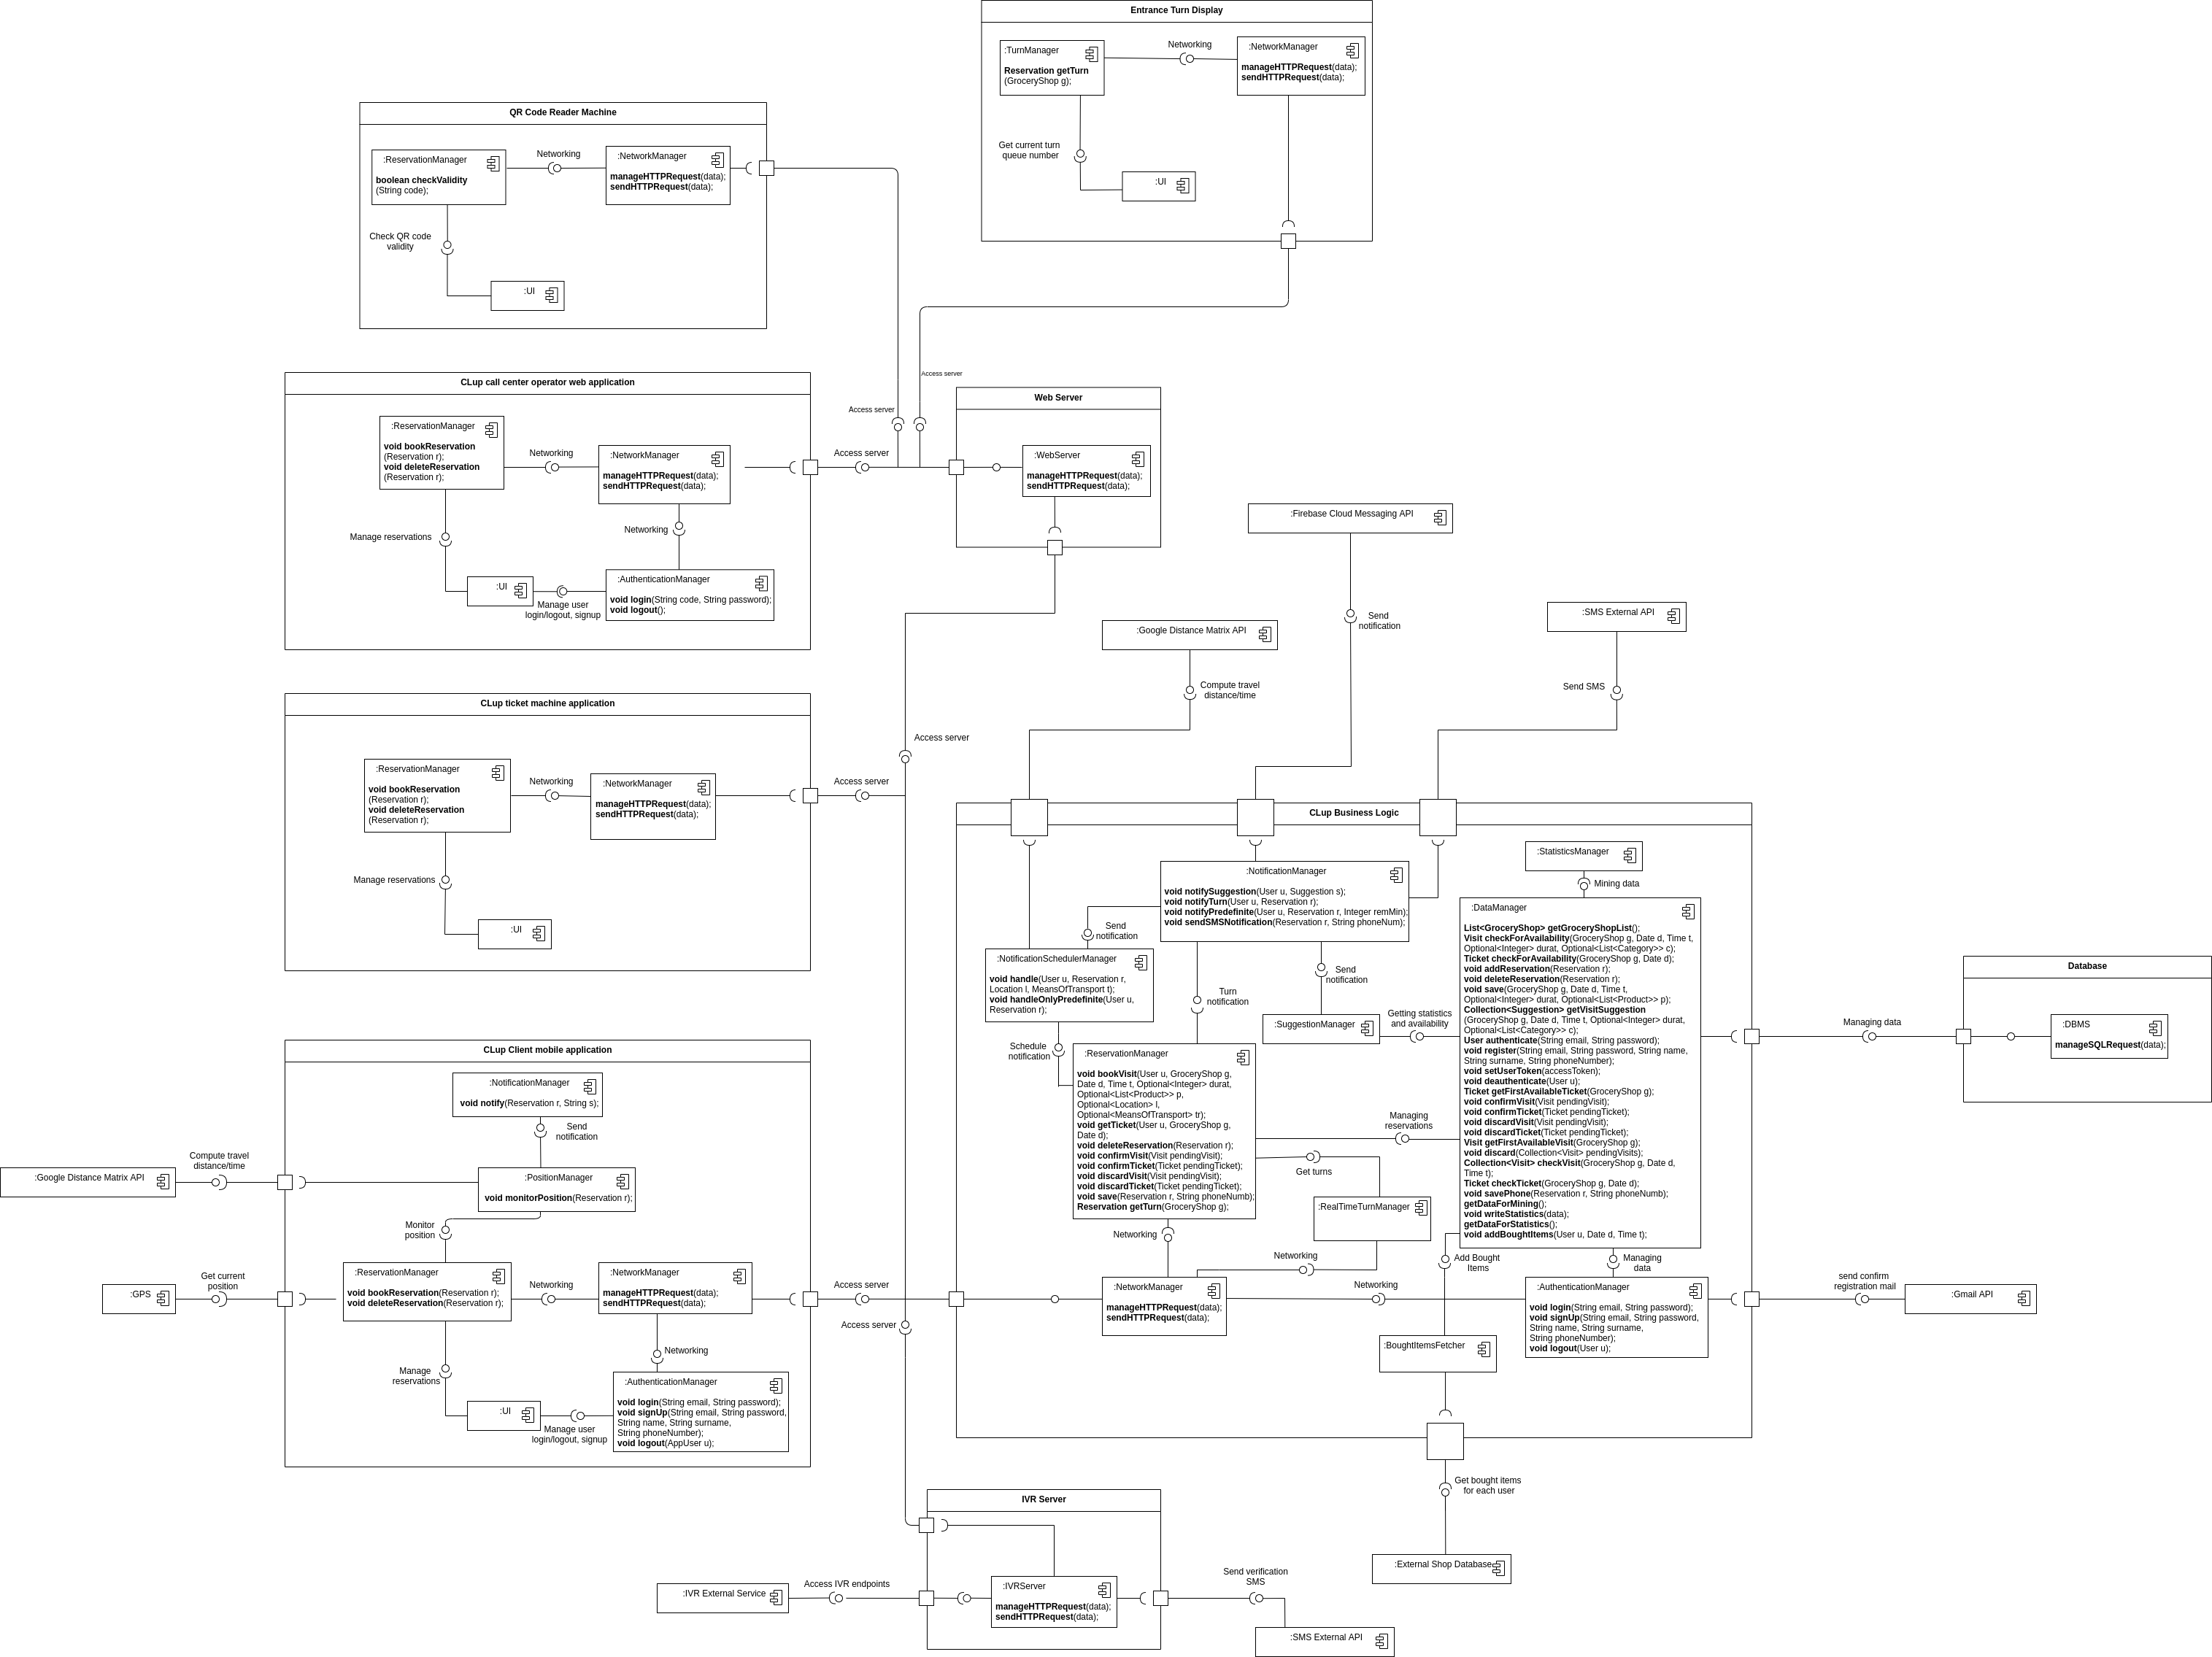 Entrance Turn Display
:TurnManager
Reservation getTurn
(GroceryShop g);
Networking
:NetworkManager
manageHTTPRequest(data);
sendHTTPRequest(data);
Get current turn
queue number
:UI
QR Code Reader Machine
:ReservationManager
boolean checkValidity
(String code);
Networking
:NetworkManager
manageHTTPRequest(data);
sendHTTPRequest(data);
Check QR code
validity
:UI
Access server
Access server
CLup call center operator web application
:ReservationManager
void bookReservation
(Reservation r);
void deleteReservation
(Reservation r);
Networking
:NetworkManager
manageHTTPRequest(data);
sendHTTPRequest(data);
Networking
Manage reservations
:UI
Manage user
login/logout, signup
:AuthenticationManager
void login(String code, String password);
void logout();
Access server
Web Server
:WebServer
manageHTTPRequest(data);
sendHTTPRequest(data);
:Firebase Cloud Messaging API
Send
notification
:SMS External API
Send SMS
:Google Distance Matrix API
Compute travel
distance/time
CLup ticket machine application
:ReservationManager
void bookReservation
(Reservation r);
void deleteReservation
(Reservation r);
Networking
:NetworkManager
manageHTTPRequest(data);
sendHTTPRequest(data);
Manage reservations
:UI
Access server
Access server
CLup Business Logic
:StatisticsManager
Mining data
:NotificationManager
void notifySuggestion(User u, Suggestion s);
void notifyTurn(User u, Reservation r);
void notifyPredefinite(User u, Reservation r, Integer remMin);
void sendSMSNotification(Reservation r, String phoneNum);
Send
notification
:NotificationSchedulerManager
void handle(User u, Reservation r,
Location l, MeansOfTransport t);
void handleOnlyPredefinite(User u,
Reservation r);
Turn
notification
Send
notification
:SuggestionManager
Getting statistics
and availability
:DataManager
List<GroceryShop> getGroceryShopList();
Visit checkForAvailability(GroceryShop g, Date d, Time t,
Optional<Integer> durat, Optional<List<Category>> c);
Ticket checkForAvailability(GroceryShop g, Date d);
void addReservation(Reservation r);
void deleteReservation(Reservation r);
void save(GroceryShop g, Date d, Time t,
Optional<Integer> durat, Optional<List<Product>> p);
Collection<Suggestion> getVisitSuggestion
(GroceryShop g, Date d, Time t, Optional<Integer> durat,
Optional<List<Category>> c);
User authenticate(String email, String password);
void register(String email, String password, String name,
String surname, String phoneNumber);
void setUserToken(accessToken);
void deauthenticate(User u);
Ticket getFirstAvailableTicket(GroceryShop g);
void confirmVisit(Visit pendingVisit);
void confirmTicket(Ticket pendingTicket);
void discardVisit(Visit pendingVisit);
void discardTicket(Ticket pendingTicket);
Visit getFirstAvailableVisit(GroceryShop g);
void discard(Collection<Visit> pendingVisits);
Collection<Visit> checkVisit(GroceryShop g, Date d,
Time t);
Ticket checkTicket(GroceryShop g, Date d);
void savePhone(Reservation r, String phoneNumb);
getDataForMining();
void writeStatistics(data);
getDataForStatistics();
void addBoughtItems(User u, Date d, Time t);
Schedule
notification
:ReservationManager
void bookVisit(User u, GroceryShop g,
Date d, Time t, Optional<Integer> durat,
Optional<List<Product>> p,
Optional<Location> l,
Optional<MeansOfTransport> tr);
void getTicket(User u, GroceryShop g,
Date d);
void deleteReservation(Reservation r);
void confirmVisit(Visit pendingVisit);
void confirmTicket(Ticket pendingTicket);
void discardVisit(Visit pendingVisit);
void discardTicket(Ticket pendingTicket);
void save(Reservation r, String phoneNumb);
Reservation getTurn(GroceryShop g);
Managing
reservations
Get turns
:RealTimeTurnManager
Networking
Networking
Networking
:NetworkManager
manageHTTPRequest(data);
sendHTTPRequest(data);
Add Bought
Items
Managing
data
:AuthenticationManager
void login(String email, String password);
void signUp(String email, String password,
String name, String surname,
String phoneNumber);
void logout(User u);
:BoughtItemsFetcher
Managing data
Database
:DBMS
manageSQLRequest(data);
send confirm
registration mail
:Gmail API
Get bought items
for each user
:External Shop Database
CLup Client mobile application
:NotificationManager
void notify(Reservation r, String s);
Send
notification
:PositionManager
void monitorPosition(Reservation r);
Compute travel
distance/time
:Google Distance Matrix API
Monitor
position
Get current
position
:GPS
:ReservationManager
void bookReservation(Reservation r);
void deleteReservation(Reservation r);
Networking
:NetworkManager
manageHTTPRequest(data);
sendHTTPRequest(data);
Networking
Manage
reservations
:UI
Manage user
login/logout, signup
:AuthenticationManager
void login(String email, String password);
void signUp(String email, String password,
String name, String surname,
String phoneNumber);
void logout(AppUser u);
Access server
Access server
IVR Server
:IVRServer
manageHTTPRequest(data);
sendHTTPRequest(data);
:IVR External Service
Access IVR endpoints
Send verification
SMS
:SMS External API